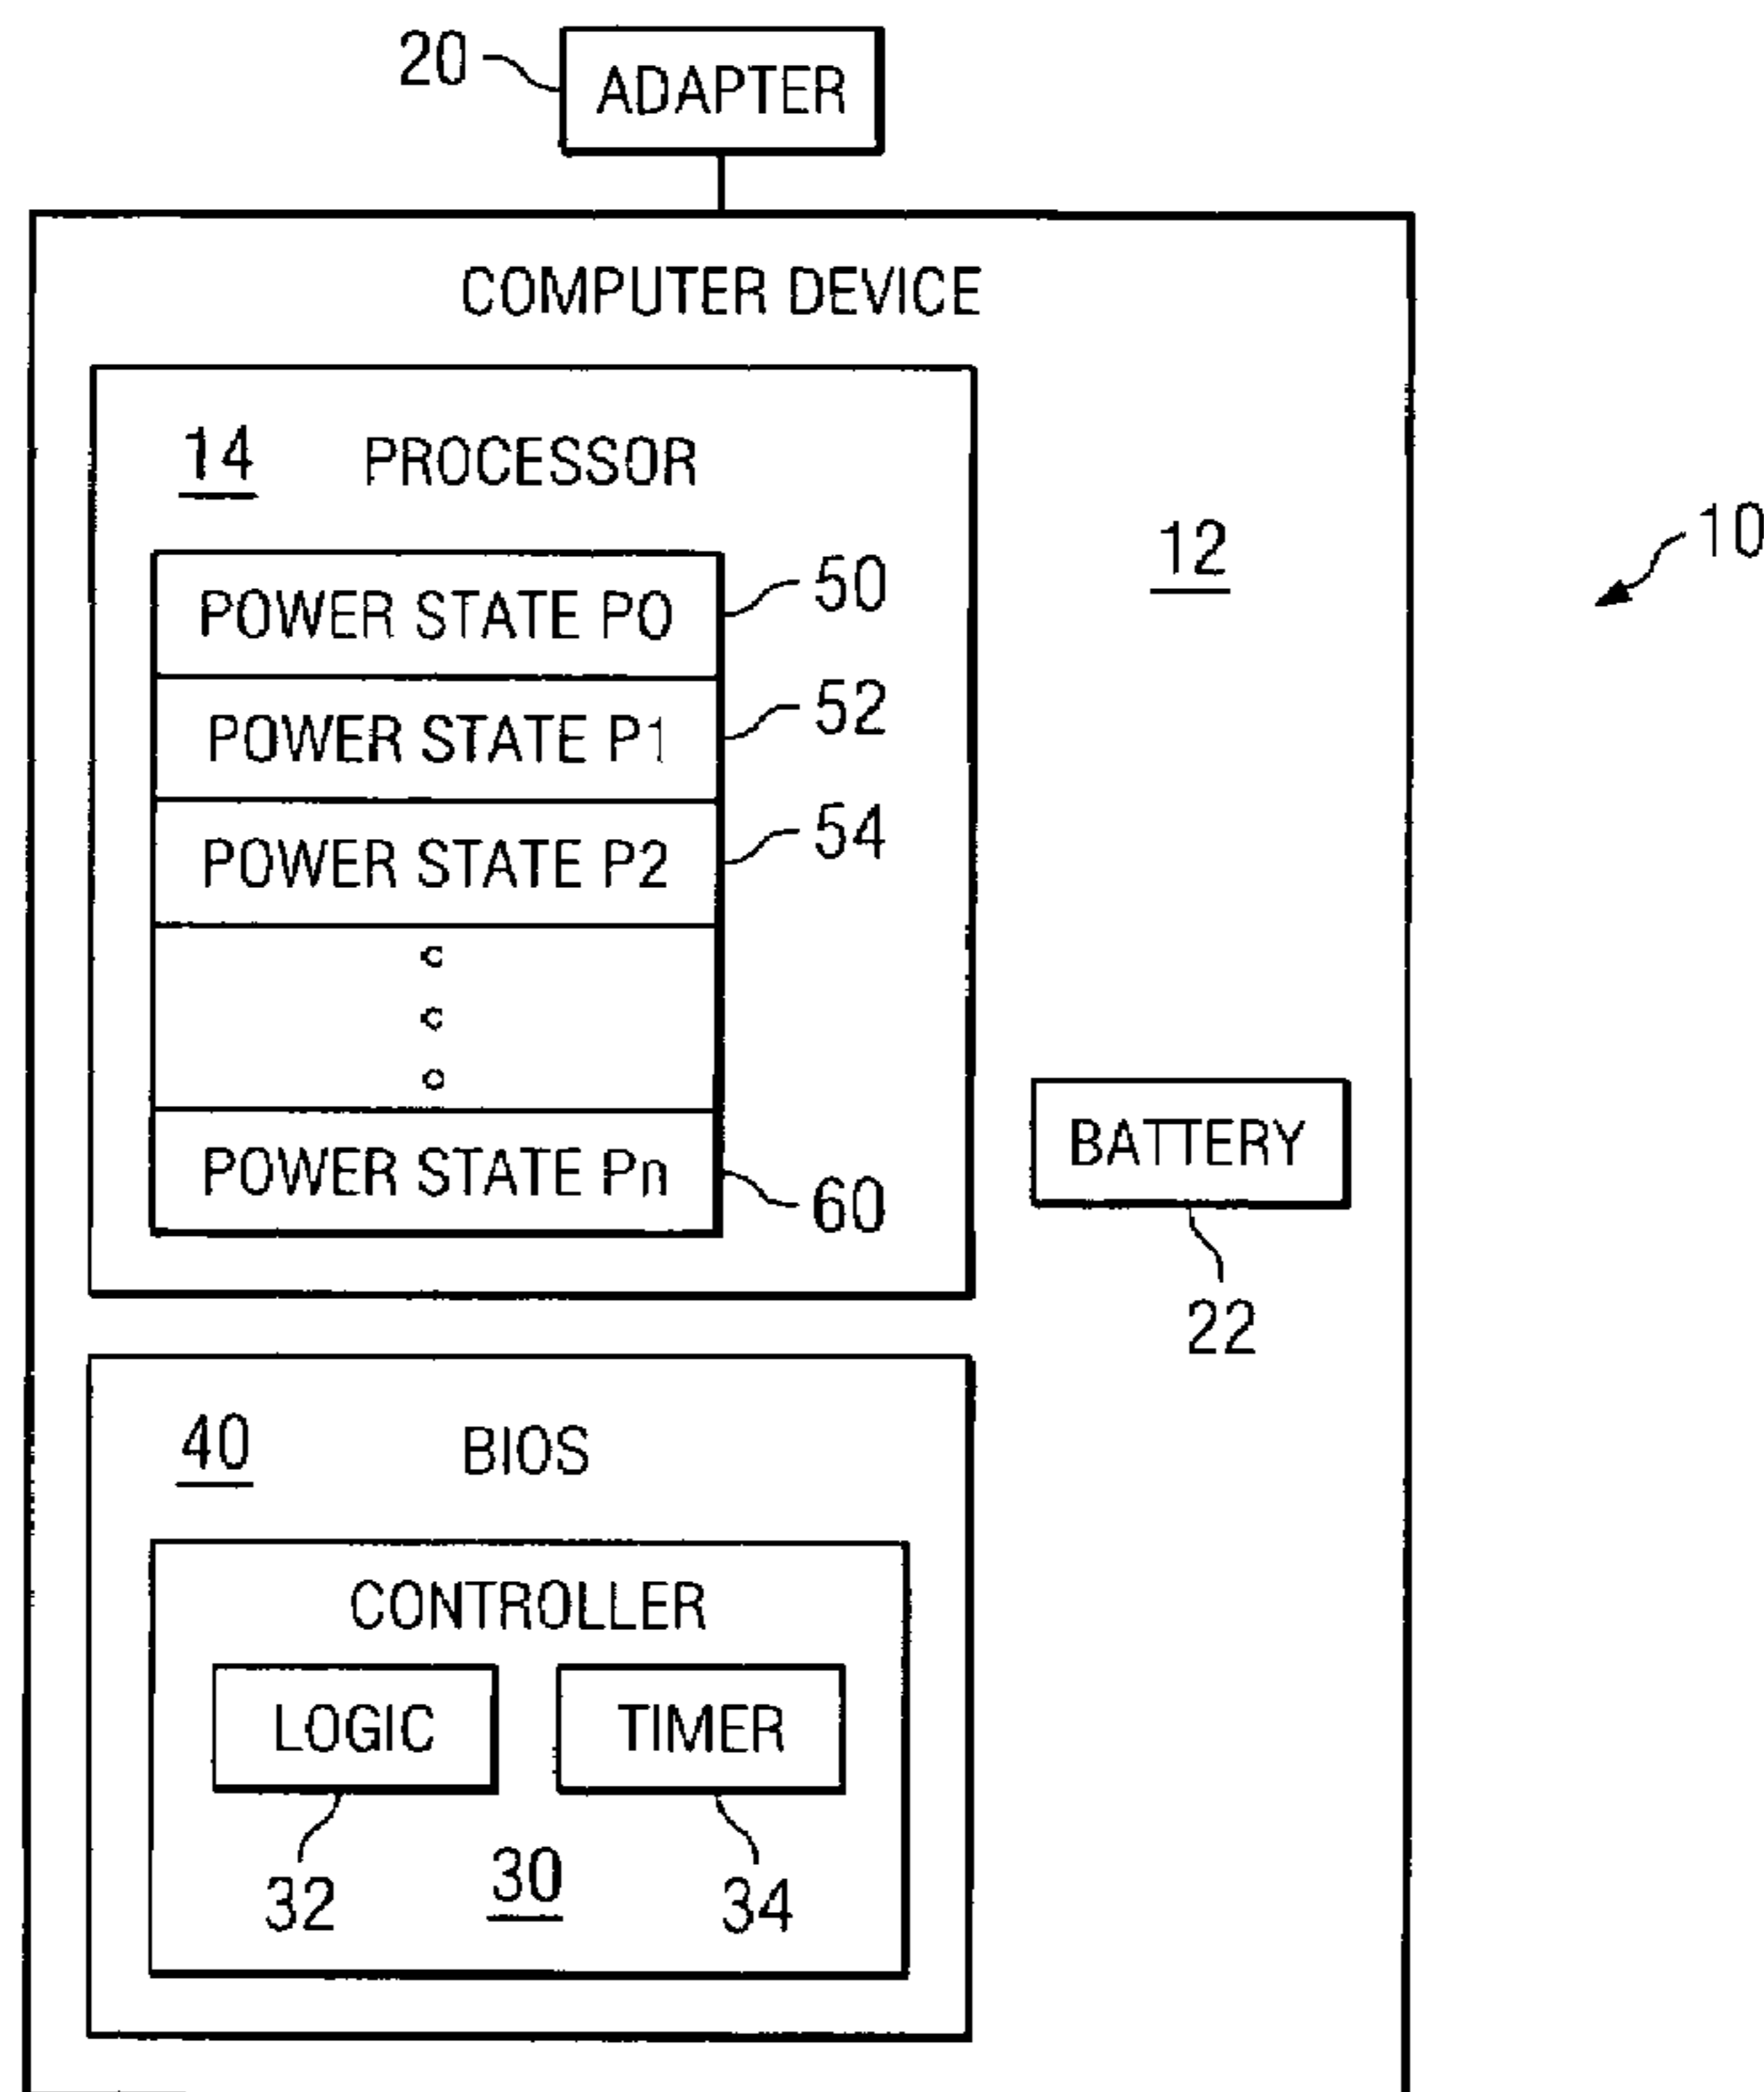 20 ADAPTER
COMPUTER DEVICE
14 PROCESSOR
12
10
POWER STATE P0 50
POWER STATE P1 52
POWER STATE P2 54
POWER STATE Pn 60
BATTERY
22
40 BIOS
CONTROLLER
LOGIC TIMER
32 30 34